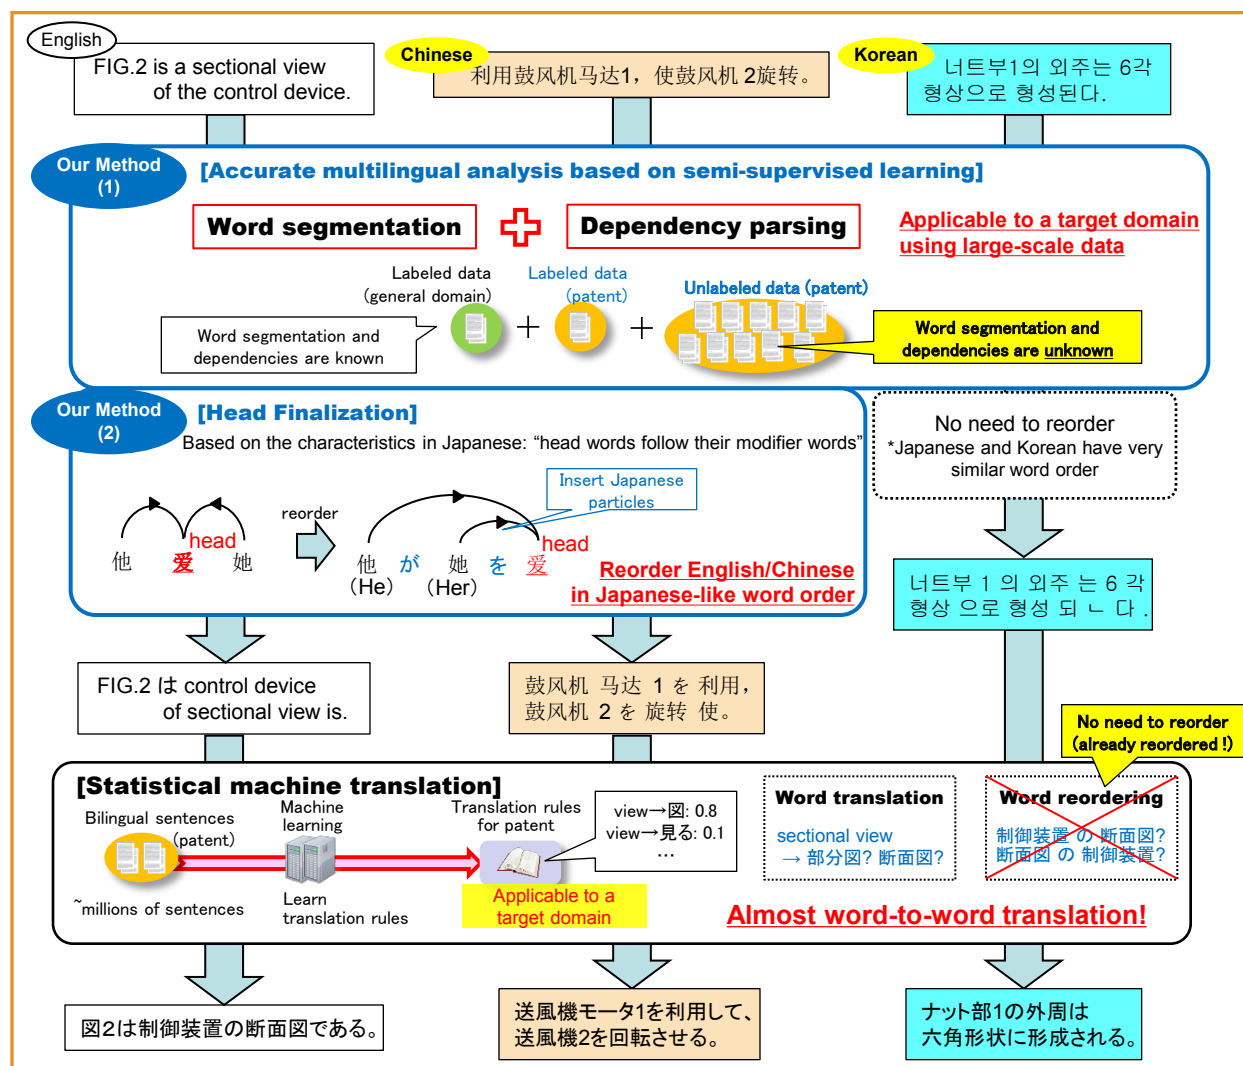 English
FIG.2 is a sectional view
of the control device.
Chinese
利用鼓风机马达1，使鼓风机 2旋转。
Korean
너트부1의 외주는 6각
형상으로 형성된다.
Our Method
(1)
[Accurate multilingual analysis based on semi-supervised learning]
Word segmentation
Dependency parsing
Applicable to a target domain
using large-scale data
Labeled data
(general domain)
Labeled data
(patent)
Unlabeled data (patent)
Word segmentation and
dependencies are known
+
+
Word segmentation and
dependencies are unknown
Our Method
(2)
[Head Finalization]
Based on the characteristics in Japanese: “head words follow their modifier words”
Insert Japanese
particles
reorder
head
他 爱 她
head
他 が 她 を 爱
(He) (Her)
Reorder English/Chinese
in Japanese-like word order
No need to reorder
*Japanese and Korean have very
similar word order
너트부 1 의 외주 는 6 각
형상 으로 형성 되 ㄴ 다 .
FIG.2 は control device
of sectional view is.
鼓风机 马达 1 を 利用，
鼓风机 2 を 旋转 使。
No need to reorder
(already reordered !)
[Statistical machine translation]
Bilingual sentences
(patent)
~millions of sentences
Machine
learning
Learn
translation rules
Translation rules
for patent
Applicable to a
target domain
view→図: 0.8
view→見る: 0.1
…
Word translation
sectional view
→ 部分図? 断面図?
Word reordering
制御装置 の 断面図?
断面図 の 制御装置?
Almost word-to-word translation!
図2は制御装置の断面図である。
送風機モータ1を利用して、
送風機2を回転させる。
ナット部1の外周は
六角形状に形成される。